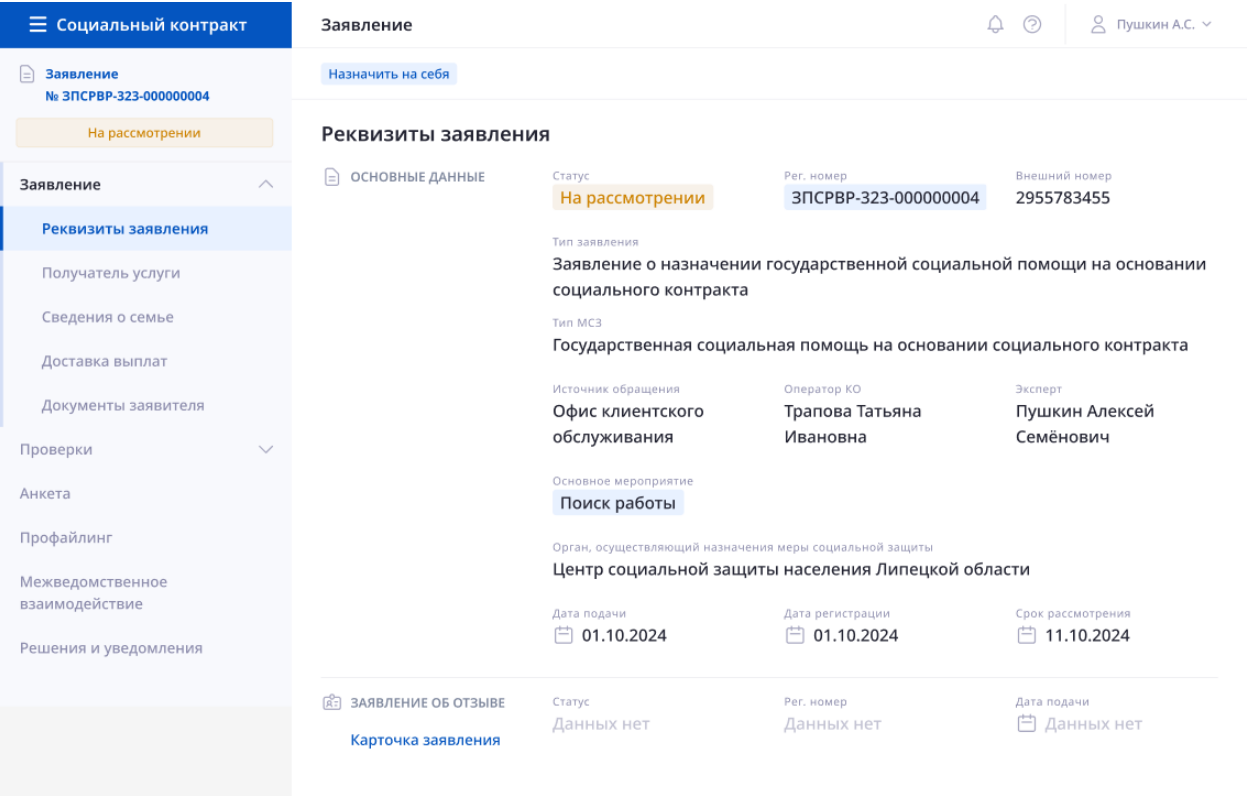 Социальный контракт
Заявление
Пушкин А.С.
Заявление
№ ЗПСРВР-323-000000004
На рассмотрении
Заявление
Реквизиты заявления
Получатель услуги
Сведения о семье
Доставка выплат
Документы заявителя
Проверки
Анкета
Профайлинг
Межведомственное
взаимодействие
Решения и уведомления
Назначить на себя
Реквизиты заявления
ОСНОВНЫЕ ДАННЫЕ
Статус
На рассмотрении
Рег. номер
ЗПСРВР-323-000000004
Внешний номер
2955783455
Тип заявления
Заявление о назначении государственной социальной помощи на основании
социального контракта
Тип МСЗ
Государственная социальная помощь на основании социального контракта
Источник обращения
Офис клиентского
обслуживания
Оператор КО
Трапова Татьяна
Ивановна
Эксперт
Пушкин Алексей
Семёнович
Основное мероприятие
Поиск работы
Орган, осуществляющий назначения меры социальной защиты
Центр социальной защиты населения Липецкой области
Дата подачи
01.10.2024
Дата регистрации
01.10.2024
Срок рассмотрения
11.10.2024
ЗАЯВЛЕНИЕ ОБ ОТЗЫВЕ
Карточка заявления
Статус
Данных нет
Рег. номер
Данных нет
Дата подачи
Данных нет